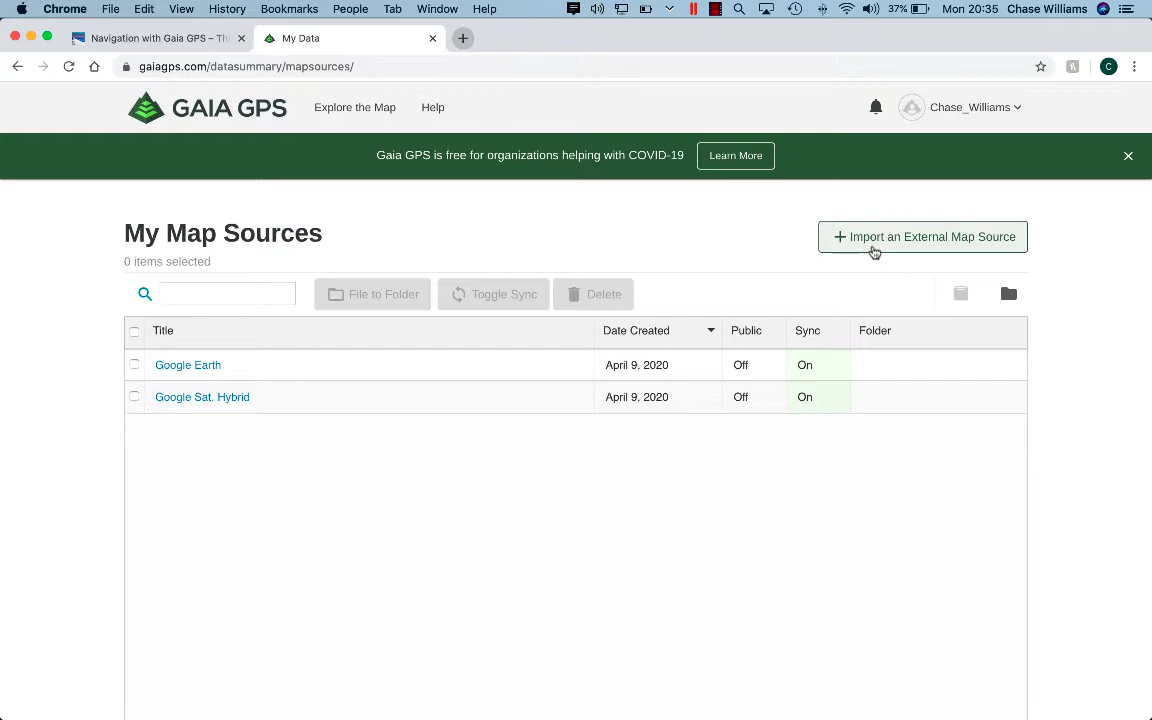 Chrome File Edit View History Bookmarks People Tab Window Help 37% Mon 20:35 Chase Williams
Navigation with Gaia GPS – Th
My Data
gaiagps.com/datasummary/mapsources/
C
GAIA GPS Explore the Map Help Chase_Williams
Gaia GPS is free for organizations helping with COVID-19 Learn More
My Map Sources
+ Import an External Map Source
0 items selected
File to Folder Toggle Sync Delete
Title Date Created Public Sync Folder
Google Earth April 9, 2020 Off On
Google Sat. Hybrid April 9, 2020 Off On